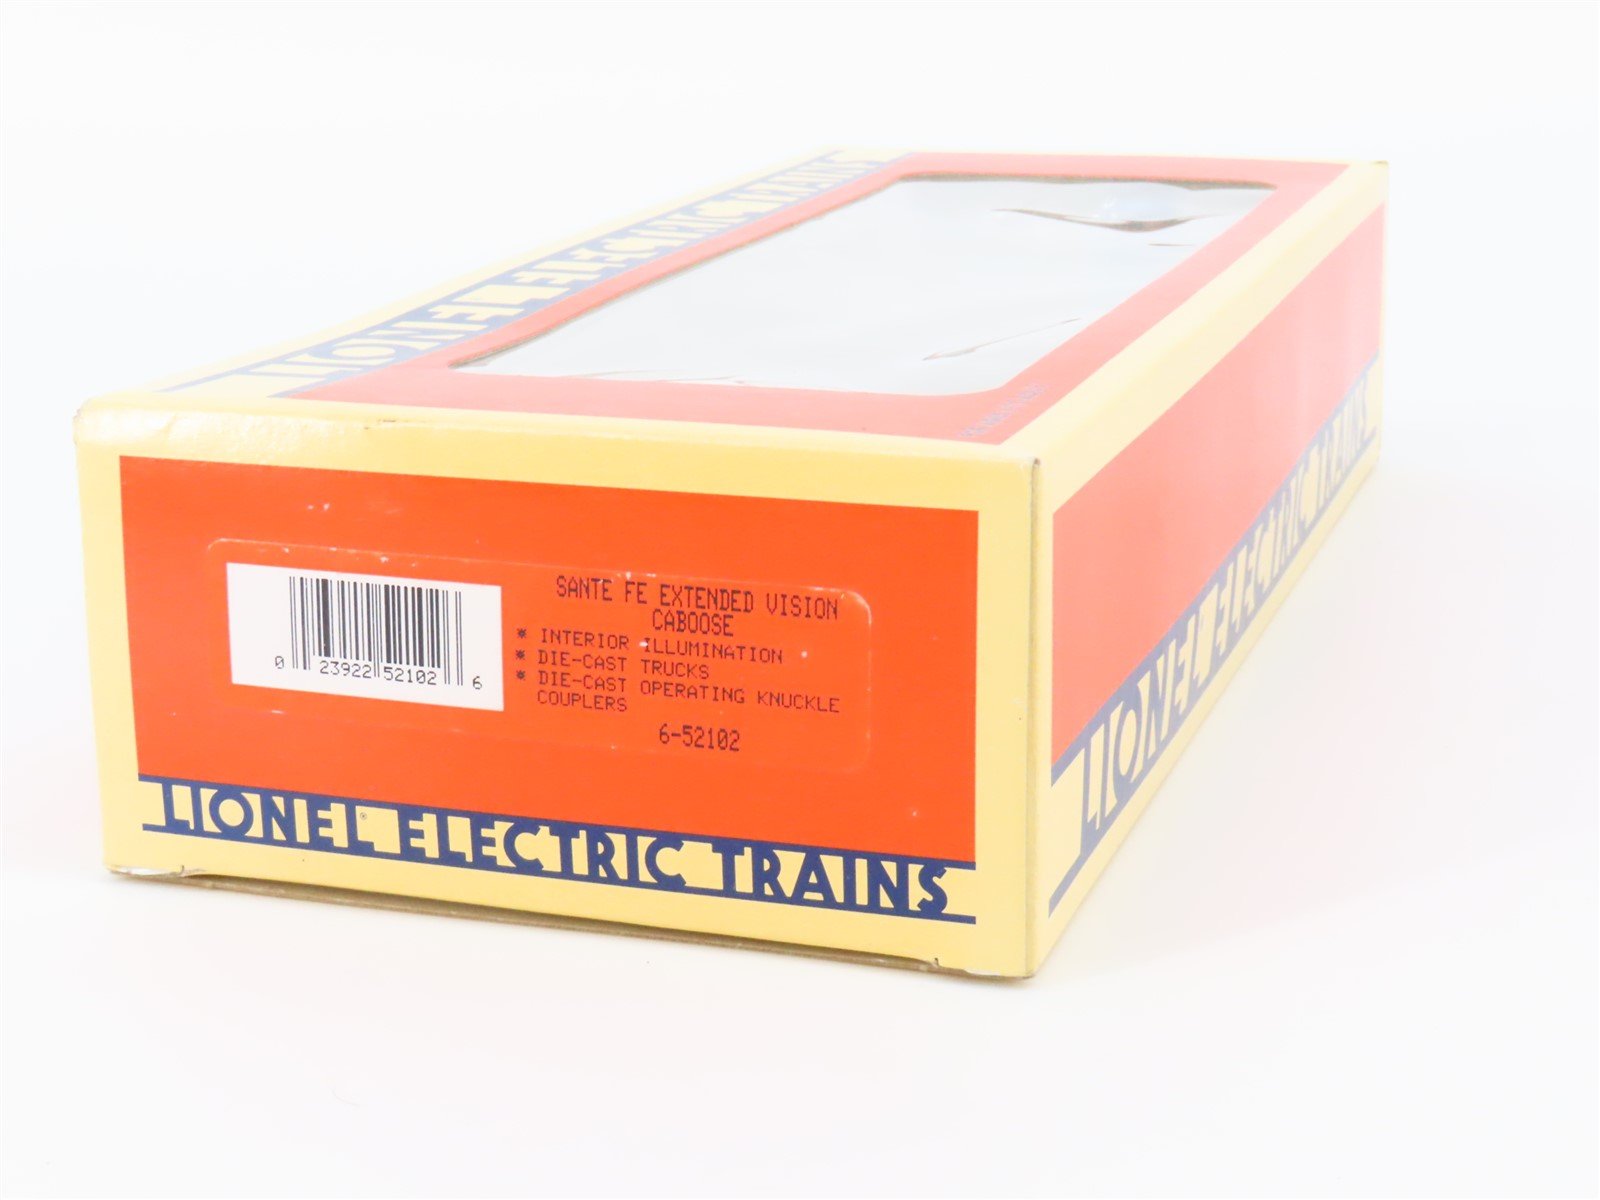 LIONEL ELECTRIC TRAINS
SANTE FE EXTENDED VISION
CABOOSE
* INTERIOR ILLUMINATION
* DIE-CAST TRUCKS
* DIE-CAST OPERATING KNUCKLE
COUPLERS
6-52102
0 23922 52102 6
LIONEL® ELECTRIC TRAINS
LIONEL ELECTRIC TRAINS